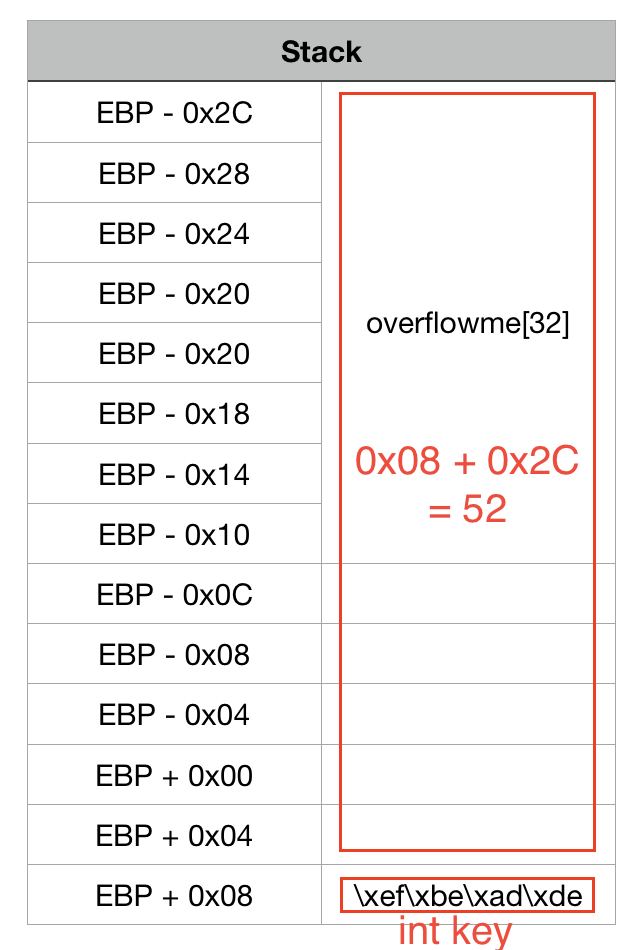 Stack
EBP - 0x2C
EBP - 0x28
EBP - 0x24
EBP - 0x20
overflowme[32]
EBP - 0x20
EBP - 0x18
0x08 + 0x2C
EBP - 0x14
= 52
EBP - 0x10
EBP - 0x0C
EBP - 0x08
EBP - 0x04
EBP + 0x00
EBP + 0x04
EBP + 0x08 \xef\xbe\xad\xde
int key